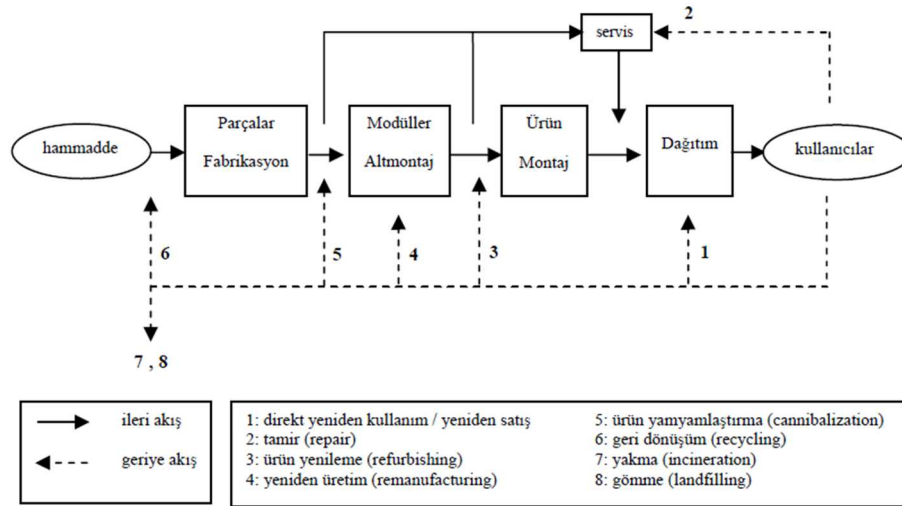 servis
2
hammadde
Parçalar
Fabrikasyon
Modüller
Altmontaj
Ürün
Montaj
Dağıtım
kullanıcılar
6
5
4
3
1
7 , 8
ileri akış
geriye akış
1: direkt yeniden kullanım / yeniden satış
2: tamir (repair)
3: ürün yenileme (refurbishing)
4: yeniden üretim (remanufacturing)
5: ürün yamyamlaştırma (cannibalization)
6: geri dönüşüm (recycling)
7: yakma (incineration)
8: gömme (landfilling)